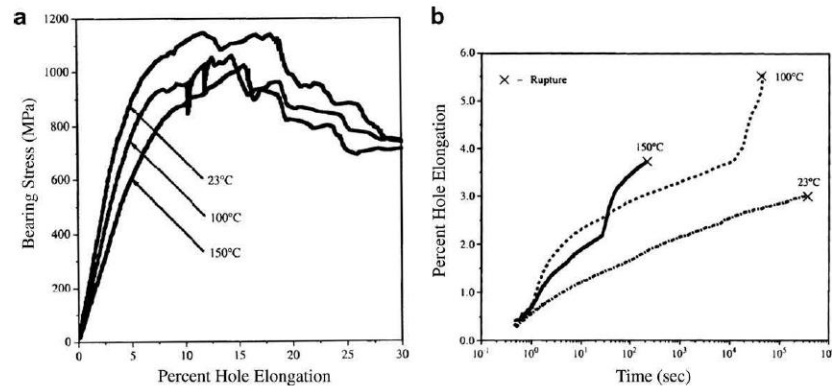 a
1200
1000
800
600
400
200
0
Bearing Stress (MPa)
23°C
100°C
150°C
0 5 10 15 20 25 30
Percent Hole Elongation
b
6.0
5.0
4.0
3.0
2.0
1.0
0.0
Percent Hole Elongation
× - Rupture
100°C
150°C
23°C
10-1 10⁰ 10¹ 10² 10³ 10⁴ 10⁵ 10⁶
Time (sec)